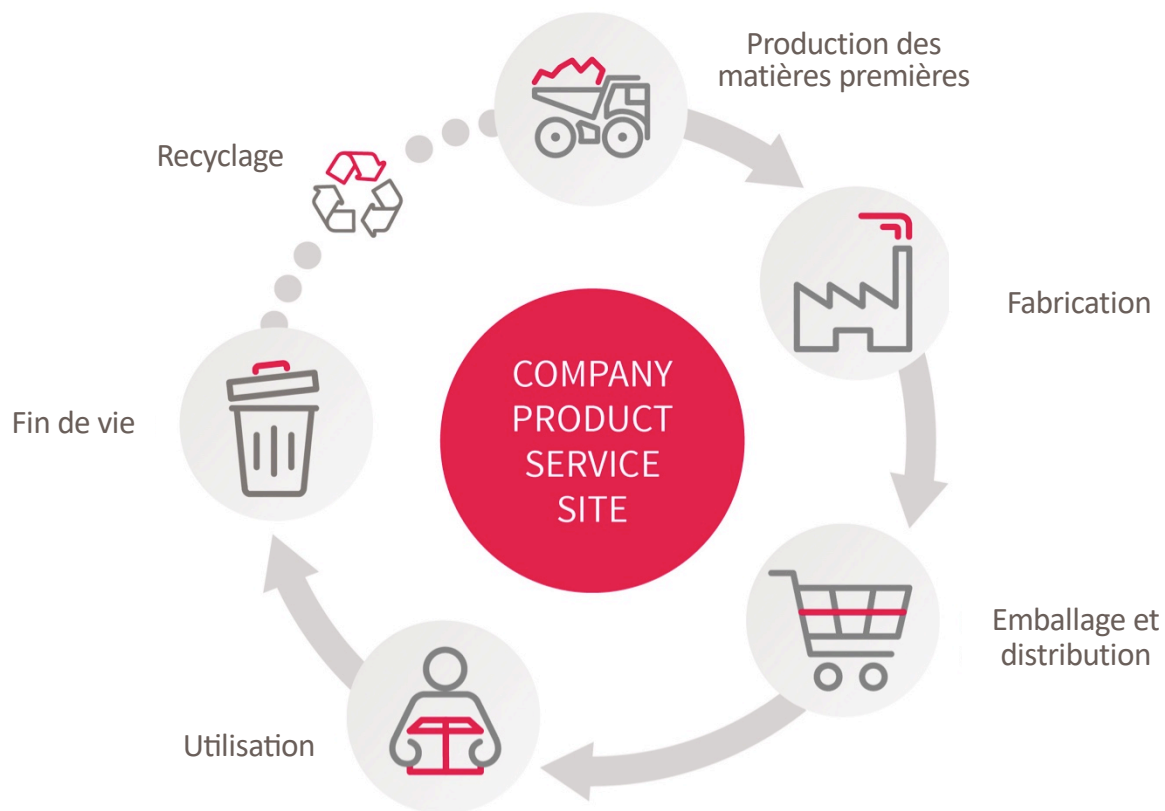 Production des
matières premières
Recyclage
Fabrication
COMPANY
PRODUCT
SERVICE
SITE
Fin de vie
Emballage et
distribution
Utilisation